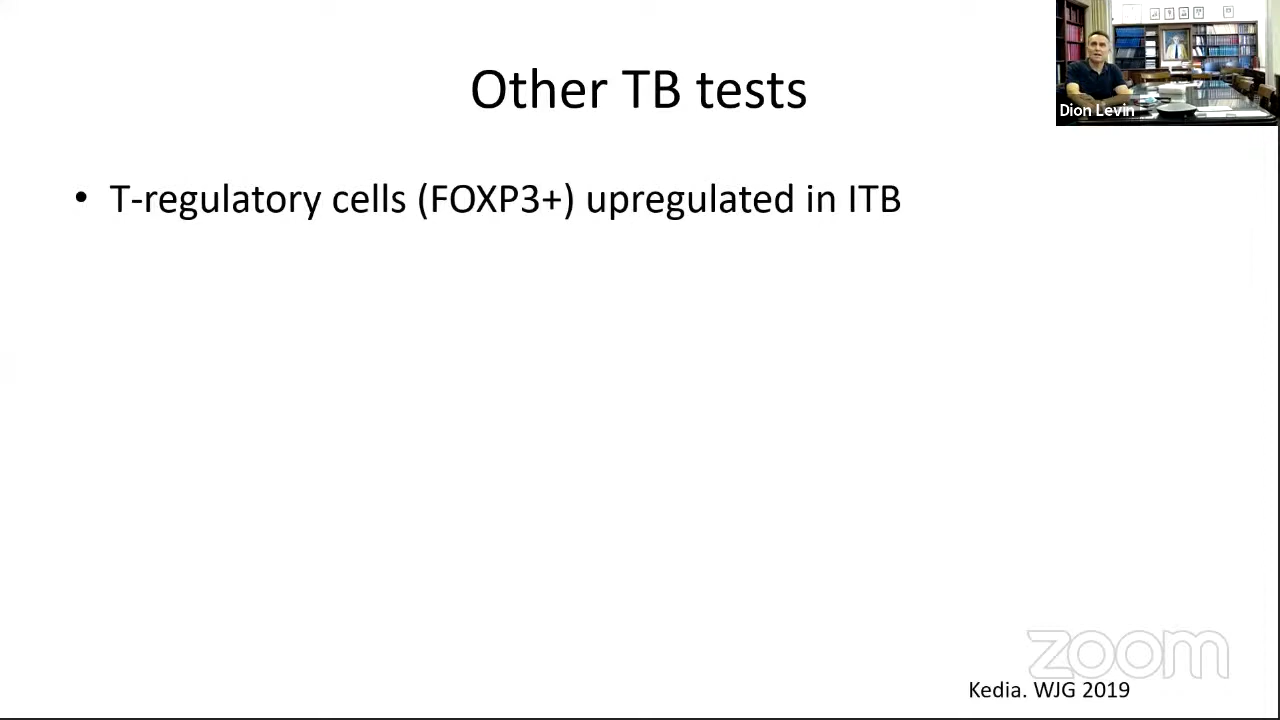 Other TB tests
Dion Levin
• T-regulatory cells (FOXP3+) upregulated in ITB
zoom
Kedia. WJG 2019